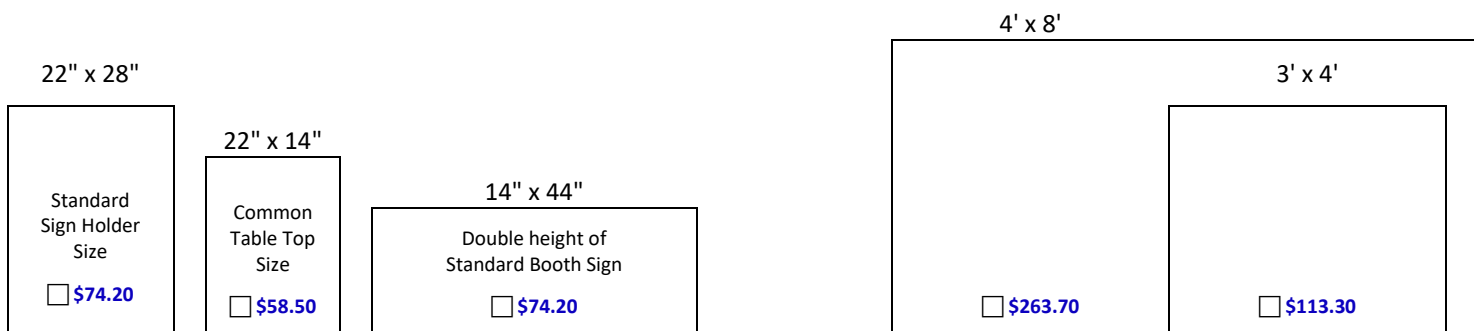 22" x 28"
Standard
Sign Holder
Size
$74.20
22" x 14"
Common
Table Top
Size
$58.50
14" x 44"
Double height of
Standard Booth Sign
$74.20
4' x 8'
$263.70
3' x 4'
$113.30